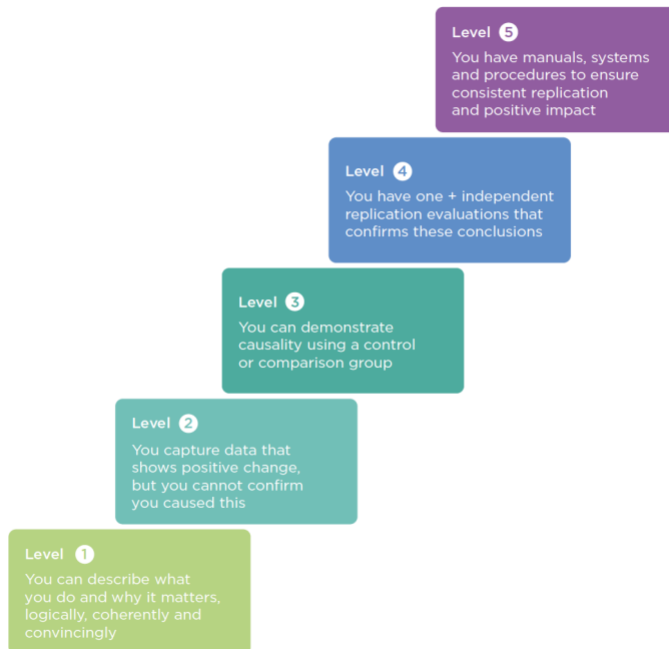 Level 5
You have manuals, systems
and procedures to ensure
consistent replication
and positive impact
Level 4
You have one + independent
replication evaluations that
confirms these conclusions
Level 3
You can demonstrate
causality using a control
or comparison group
Level 2
You capture data that
shows positive change,
but you cannot confirm
you caused this
Level 1
You can describe what
you do and why it matters,
logically, coherently and
convincingly